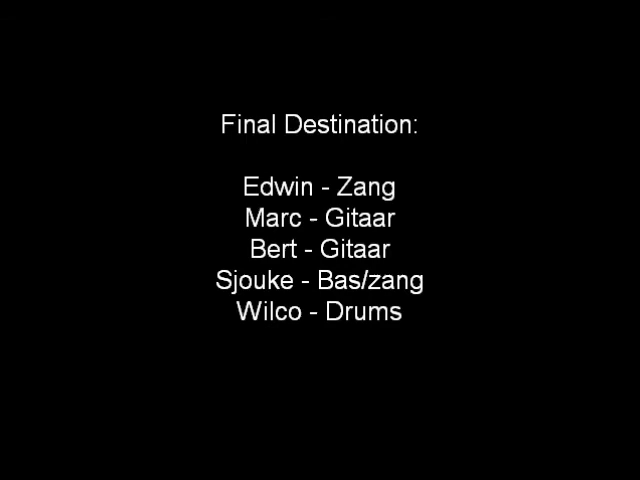 Final Destination:
Edwin - Zang
Marc - Gitaar
Bert - Gitaar
Sjouke - Bas/zang
Wilco - Drums